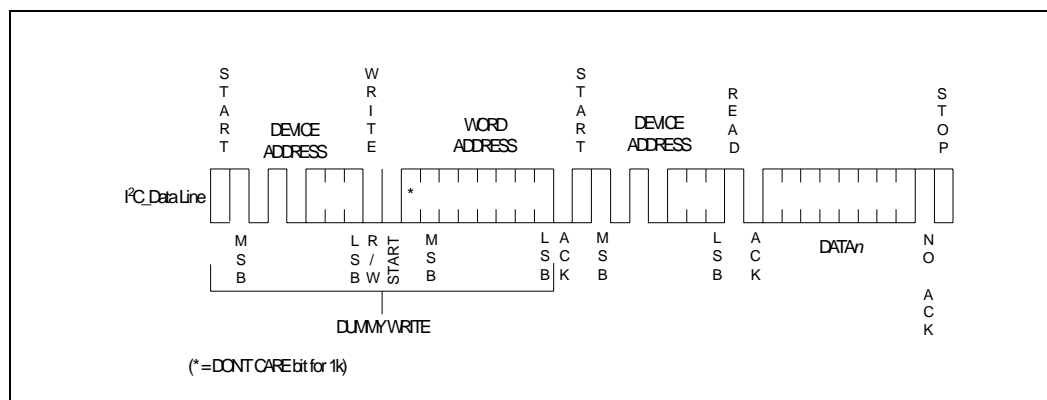 START
WRITE
START
READ
STOP
DEVICE
ADDRESS
WORD
ADDRESS
DEVICE
ADDRESS
I²C_Data Line
*
MSB
LSB
R/W
START
MSB
LSB
ACK
MSB
LSB
ACK
DATAn
NO ACK
DUMMY WRITE
(* = DON'T CARE bit for 1k)